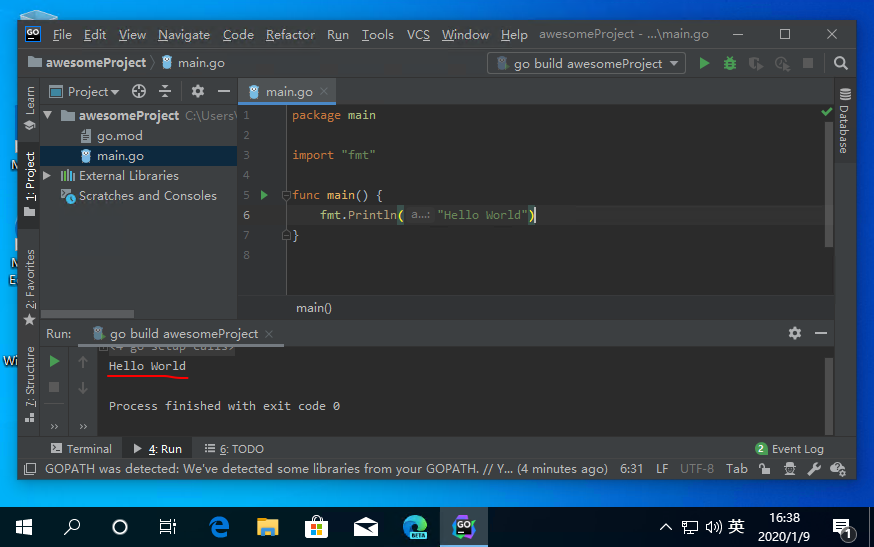 GO File Edit View Navigate Code Refactor Run Tools VCS Window Help awesomeProject - ...\main.go
awesomeProject main.go go build awesomeProject
Learn
1: Project
2: Favorites
7: Structure
Project
awesomeProject C:\Users\
go.mod
main.go
External Libraries
Scratches and Consoles
main.go
1 package main
2
3 import "fmt"
4
5 func main() {
6 fmt.Println( a...: "Hello World")
7 }
8
main()
Database
Run: go build awesomeProject
<4 go setup calls>
Hello World
Process finished with exit code 0
Terminal 4: Run 6: TODO 2 Event Log
GOPATH was detected: We've detected some libraries from your GOPATH. // Y... (4 minutes ago) 6:31 LF UTF-8 Tab
BETA GO 英 16:38
2020/1/9 1